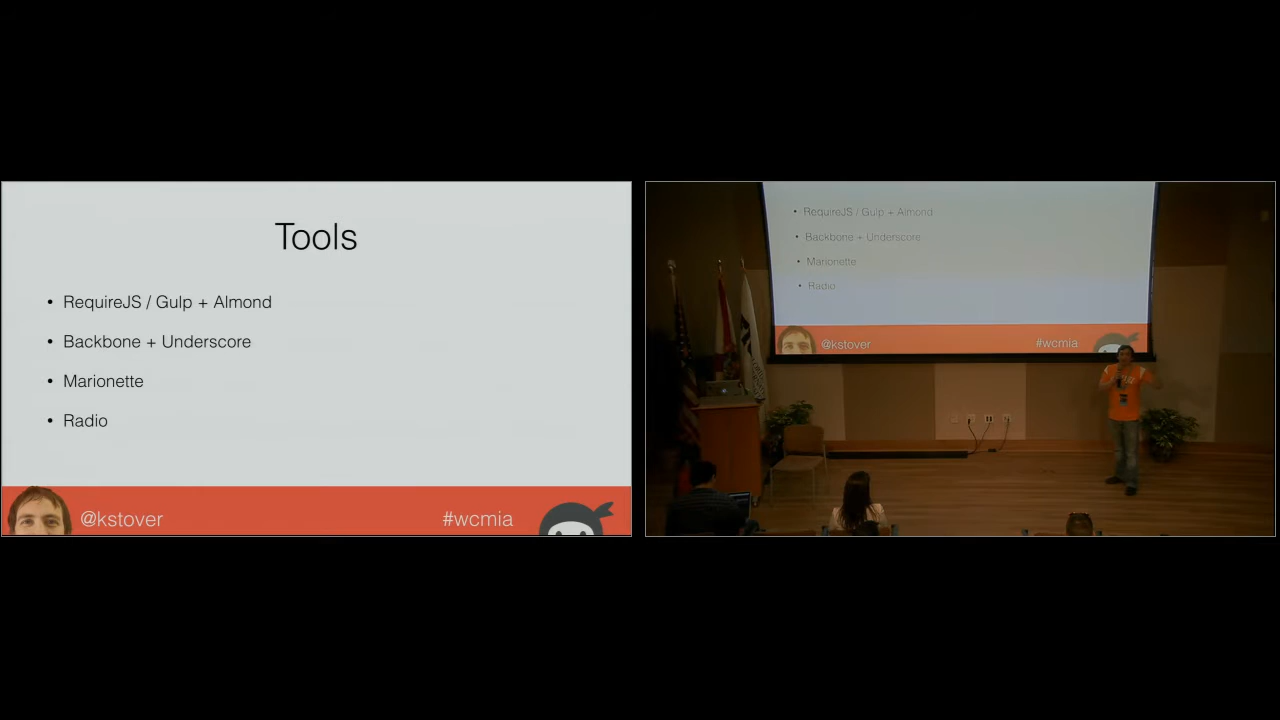 Tools
• RequireJS / Gulp + Almond
• Backbone + Underscore
• Marionette
• Radio
@kstover
#wcmia
• RequireJS / Gulp + Almond
• Backbone + Underscore
• Marionette
• Radio
@kstover
#wcmia